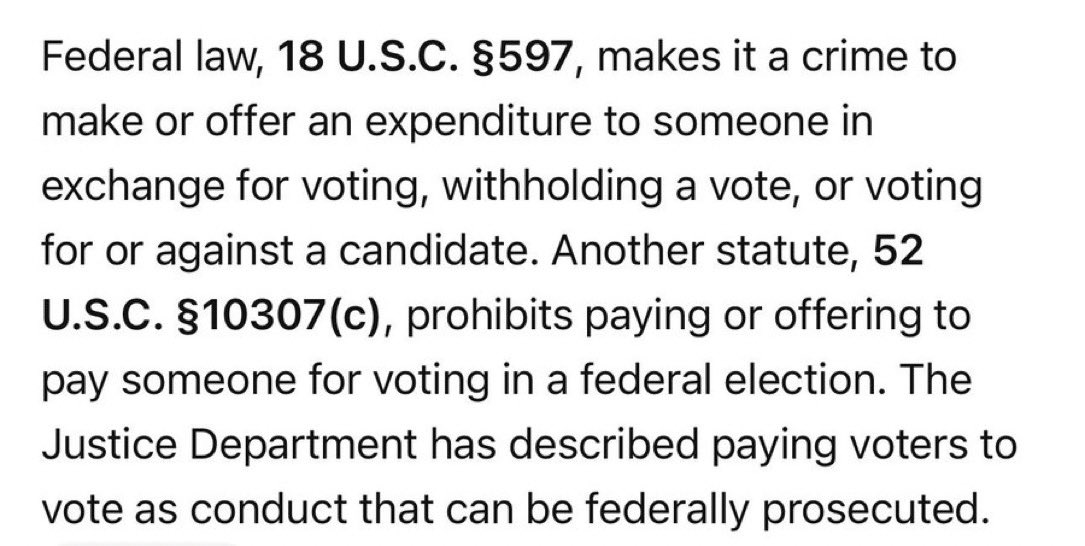 Federal law, 18 U.S.C. §597, makes it a crime to
make or offer an expenditure to someone in
exchange for voting, withholding a vote, or voting
for or against a candidate. Another statute, 52
U.S.C. §10307(c), prohibits paying or offering to
pay someone for voting in a federal election. The
Justice Department has described paying voters to
vote as conduct that can be federally prosecuted.